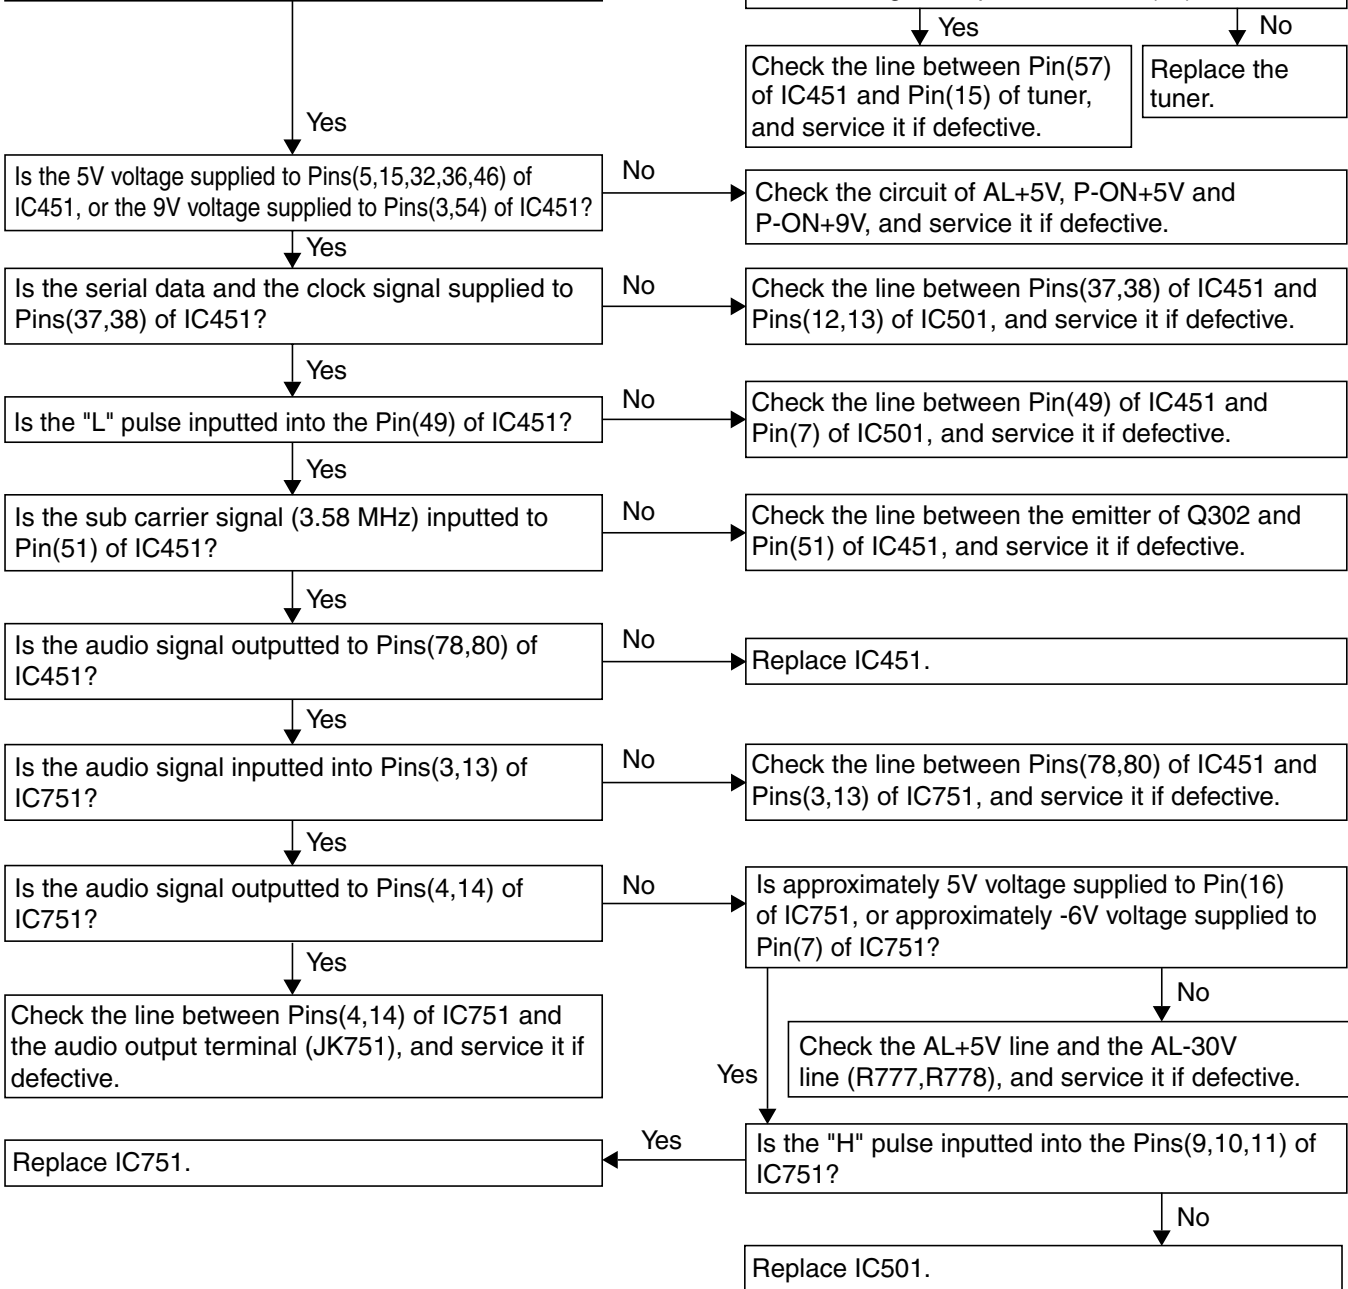 Yes
No
Check the line between Pin(57)
of IC451 and Pin(15) of tuner,
and service it if defective.
Replace the
tuner.
Yes
Is the 5V voltage supplied to Pins(5,15,32,36,46) of
IC451, or the 9V voltage supplied to Pins(3,54) of IC451?
No
Check the circuit of AL+5V, P-ON+5V and
P-ON+9V, and service it if defective.
Yes
Is the serial data and the clock signal supplied to
Pins(37,38) of IC451?
No
Check the line between Pins(37,38) of IC451 and
Pins(12,13) of IC501, and service it if defective.
Yes
Is the "L" pulse inputted into the Pin(49) of IC451?
No
Check the line between Pin(49) of IC451 and
Pin(7) of IC501, and service it if defective.
Yes
Is the sub carrier signal (3.58 MHz) inputted to
Pin(51) of IC451?
No
Check the line between the emitter of Q302 and
Pin(51) of IC451, and service it if defective.
Yes
Is the audio signal outputted to Pins(78,80) of
IC451?
No
Replace IC451.
Yes
Is the audio signal inputted into Pins(3,13) of
IC751?
No
Check the line between Pins(78,80) of IC451 and
Pins(3,13) of IC751, and service it if defective.
Yes
Is the audio signal outputted to Pins(4,14) of
IC751?
No
Is approximately 5V voltage supplied to Pin(16)
of IC751, or approximately -6V voltage supplied to
Pin(7) of IC751?
Yes
Check the line between Pins(4,14) of IC751 and
the audio output terminal (JK751), and service it if
defective.
No
Check the AL+5V line and the AL-30V
line (R777,R778), and service it if defective.
Yes
Is the "H" pulse inputted into the Pins(9,10,11) of
IC751?
Yes
Replace IC751.
No
Replace IC501.